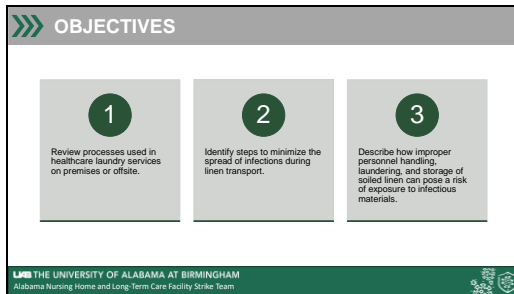 OBJECTIVES
1
Review processes used in
healthcare laundry services
on premises or offsite.
2
Identify steps to minimize the
spread of infections during
linen transport.
3
Describe how improper
personnel handling,
laundering, and storage of
soiled linen can pose a risk
of exposure to infectious
materials.
UAB THE UNIVERSITY OF ALABAMA AT BIRMINGHAM
Alabama Nursing Home and Long-Term Care Facility Strike Team